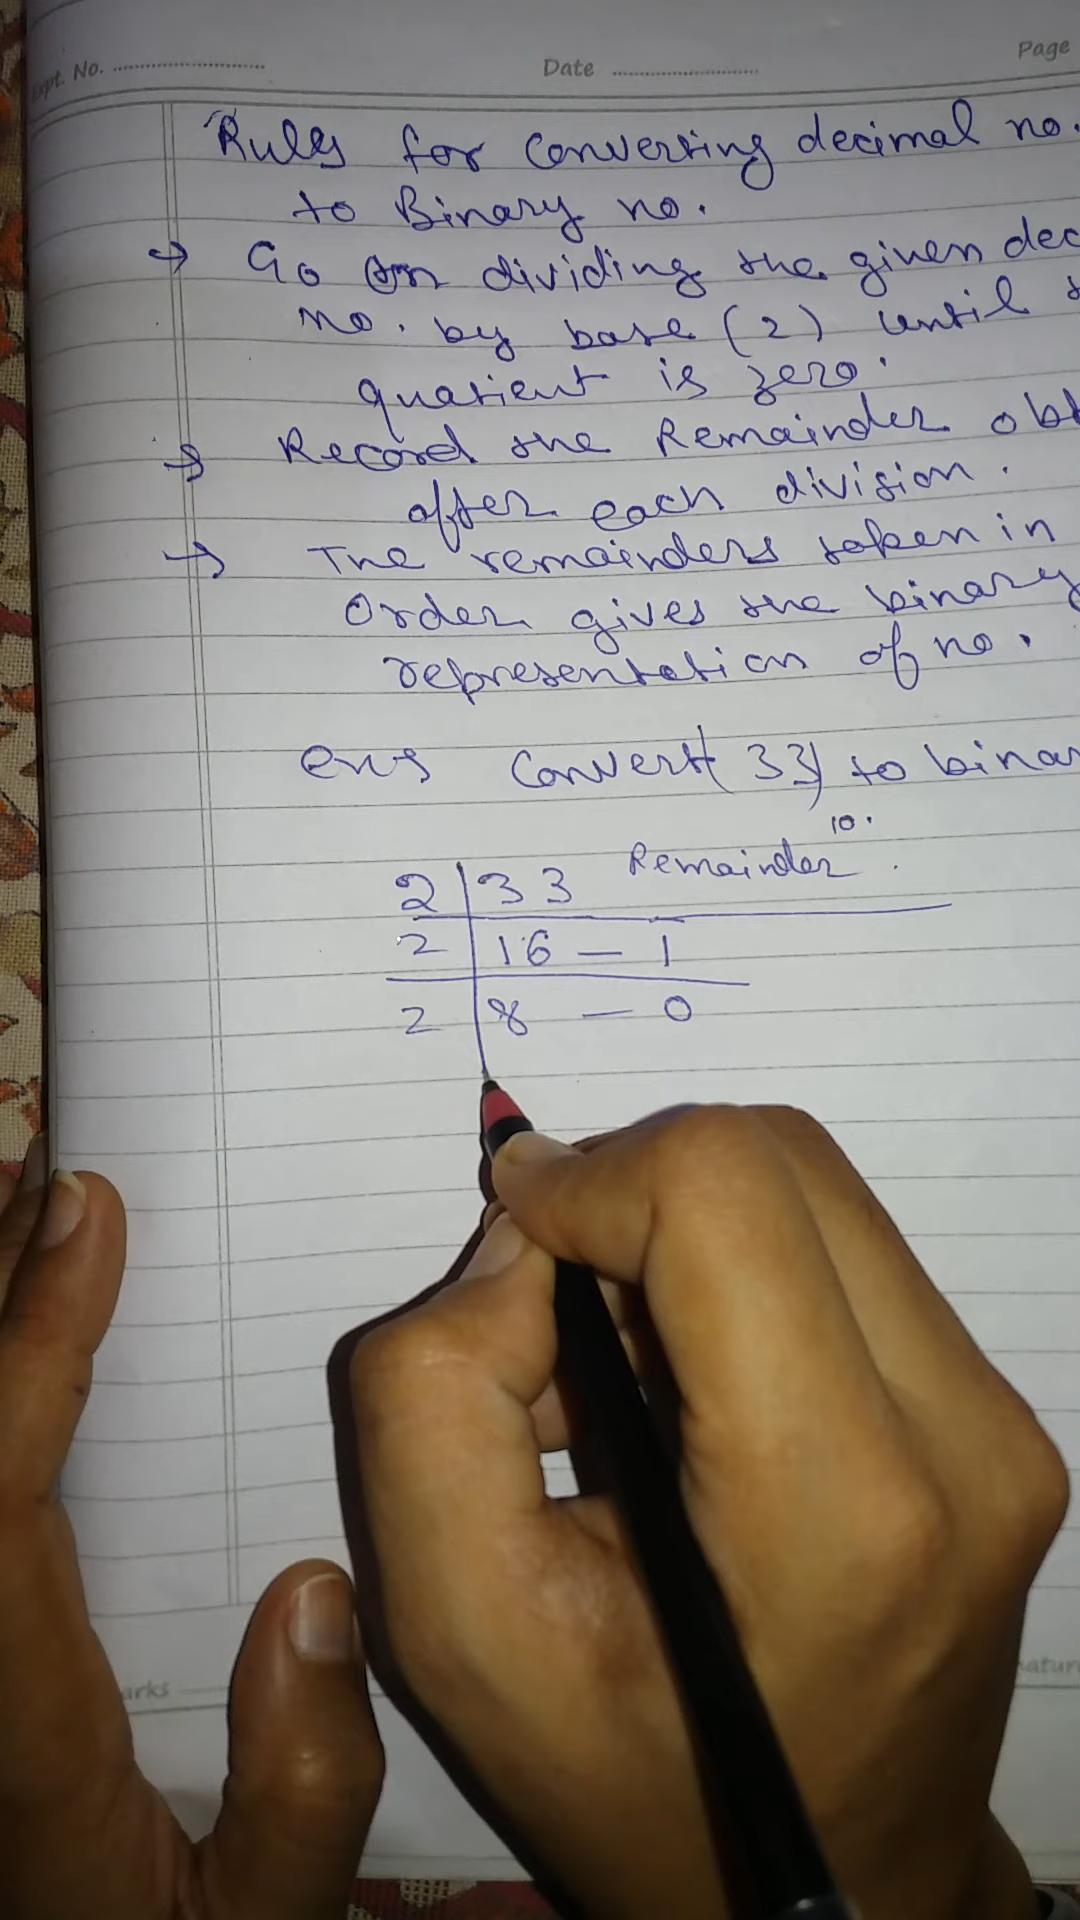 Expt. No.
Date
Page
Rules for converting decimal no.
to Binary no.
→ Go on dividing the given dec
no. by base (2) until
quatient is zero.
→ Record the Remainder obt
after each division.
→ The remainders taken in
Order gives the binary
representation of no.
Convert (33) to binar
10.
2 | 33 Remainder
2 | 16 — 1
2 | 8 — 0
arks
nature